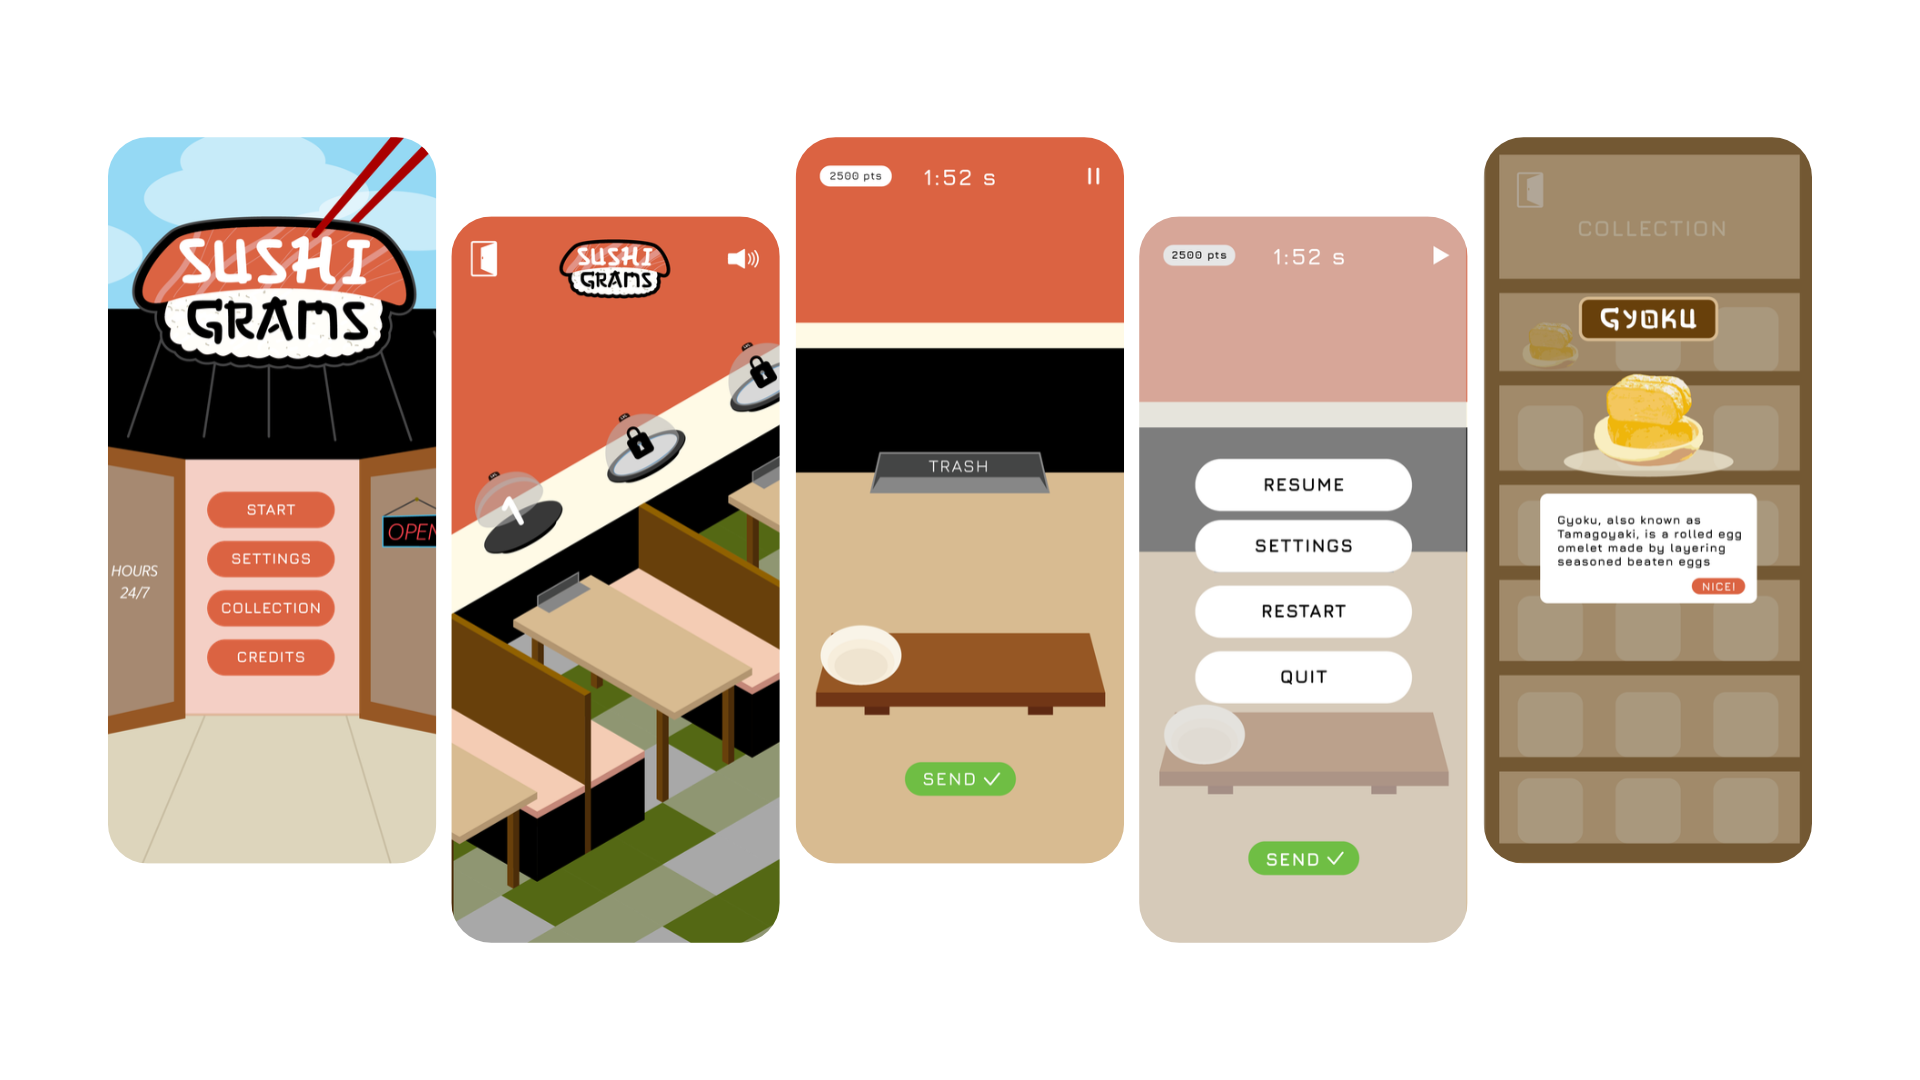 SUSHI
GRAMS
START
SETTINGS
COLLECTION
CREDITS
HOURS
24/7
OPEN
SUSHI
GRAMS
1
2500 pts
1:52 s
TRASH
SEND
2500 pts
1:52 s
RESUME
SETTINGS
RESTART
QUIT
SEND
COLLECTION
GYOKU
Gyoku, also known as
Tamagoyaki, is a rolled egg
omelet made by layering
seasoned beaten eggs
NICE!